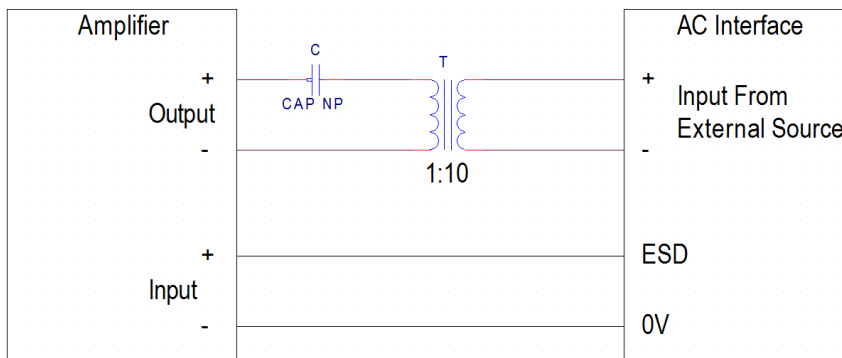 Amplifier
AC Interface
C
T
+
+
CAP NP
Output
Input From
External Source
-
-
1:10
+
ESD
Input
-
0V